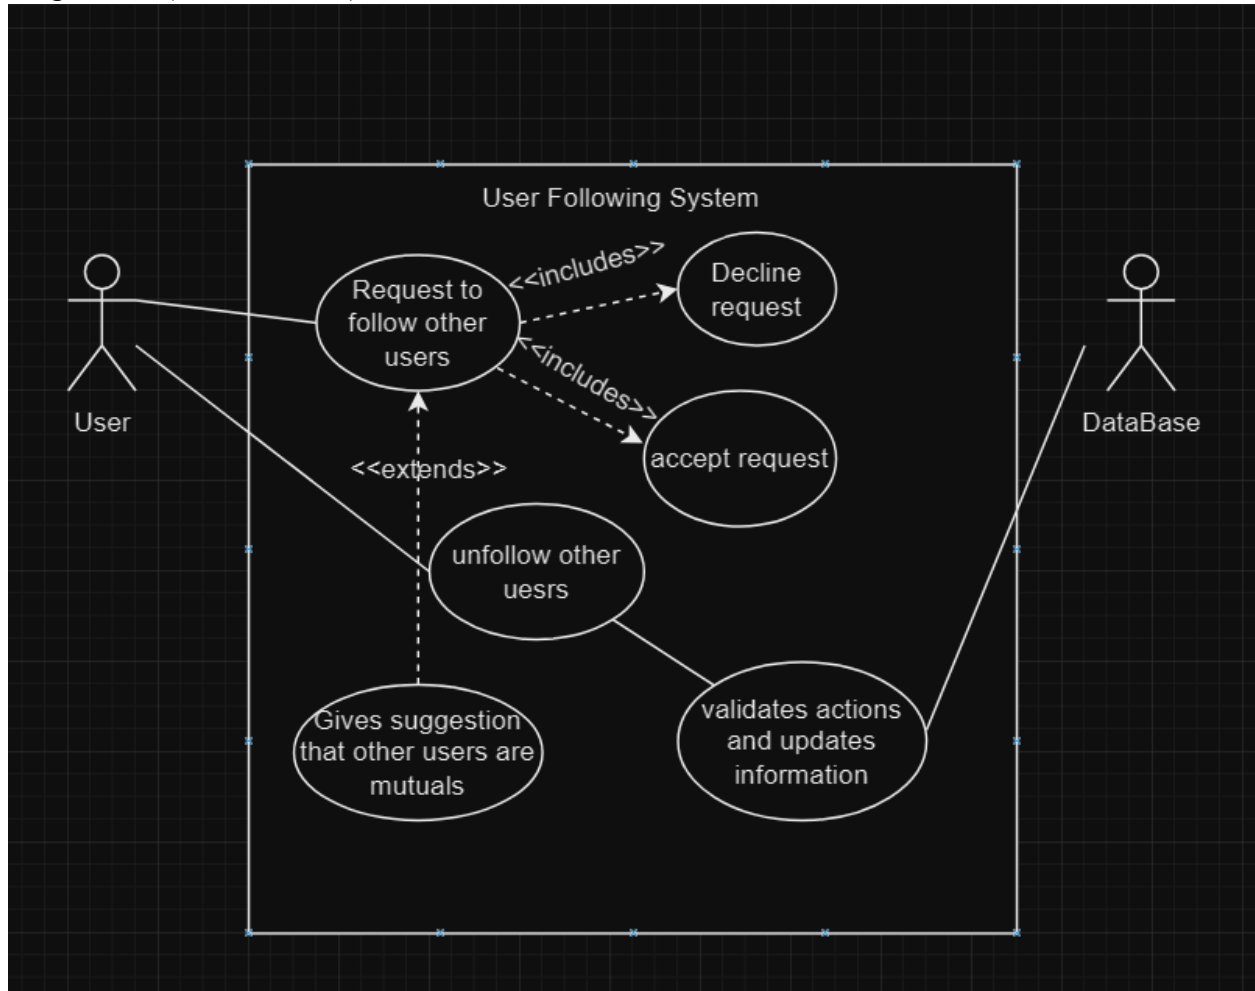 User Following System
Request to
follow other
users
<<includes>>
Decline
request
<<includes>>
accept request
User
DataBase
<<extends>>
unfollow other
uesrs
Gives suggestion
that other users are
mutuals
validates actions
and updates
information